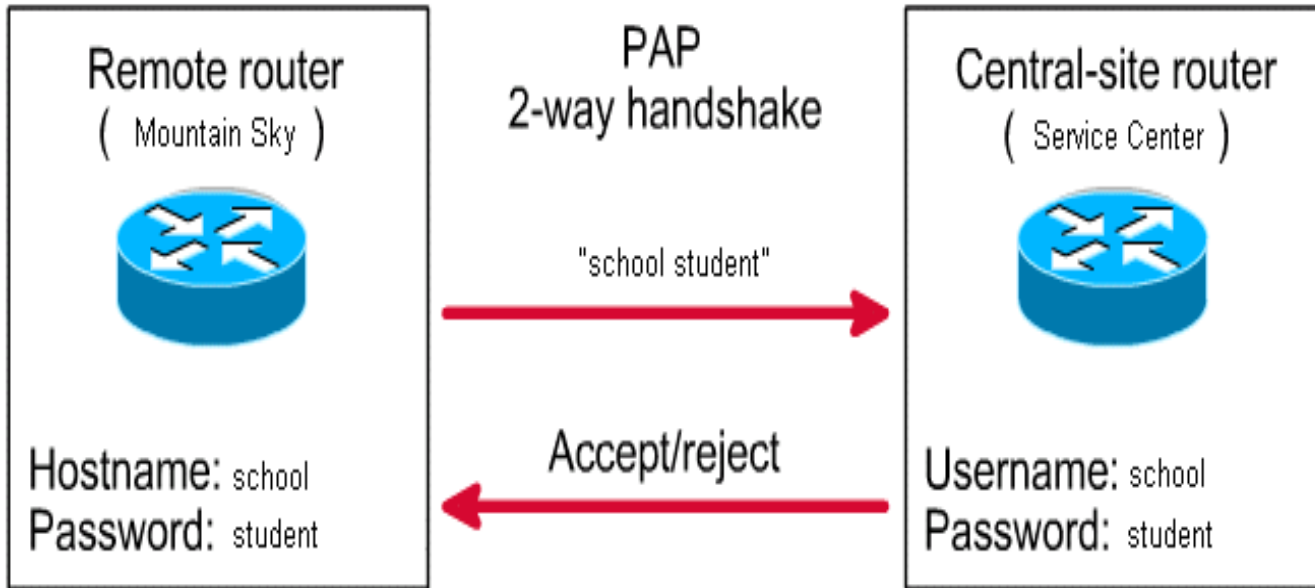 Remote router
( Mountain Sky )
Hostname: school
Password: student
PAP
2-way handshake
"school student"
Accept/reject
Central-site router
( Service Center )
Username: school
Password: student